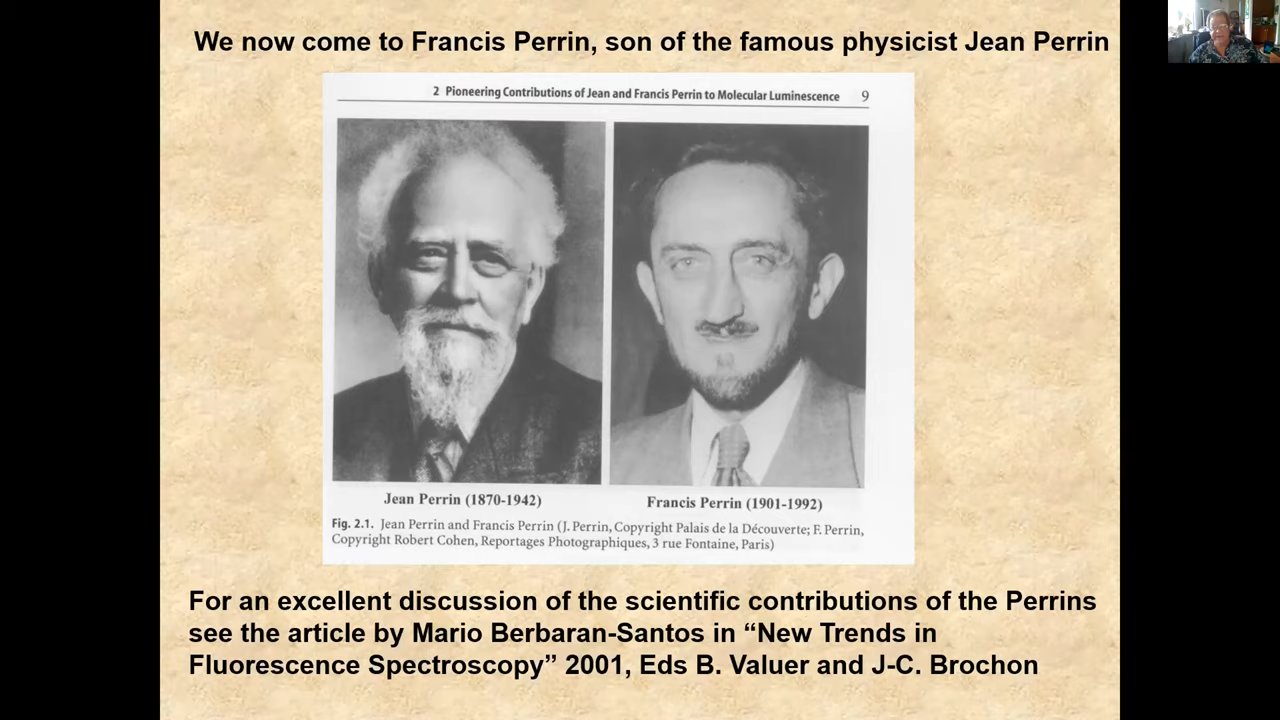 We now come to Francis Perrin, son of the famous physicist Jean Perrin
2 Pioneering Contributions of Jean and Francis Perrin to Molecular Luminescence 9
Jean Perrin (1870-1942)
Francis Perrin (1901-1992)
Fig. 2.1. Jean Perrin and Francis Perrin (J. Perrin, Copyright Palais de la Découverte; F. Perrin,
Copyright Robert Cohen, Reportages Photographiques, 3 rue Fontaine, Paris)
For an excellent discussion of the scientific contributions of the Perrins
see the article by Mario Berbaran-Santos in “New Trends in
Fluorescence Spectroscopy” 2001, Eds B. Valuer and J-C. Brochon